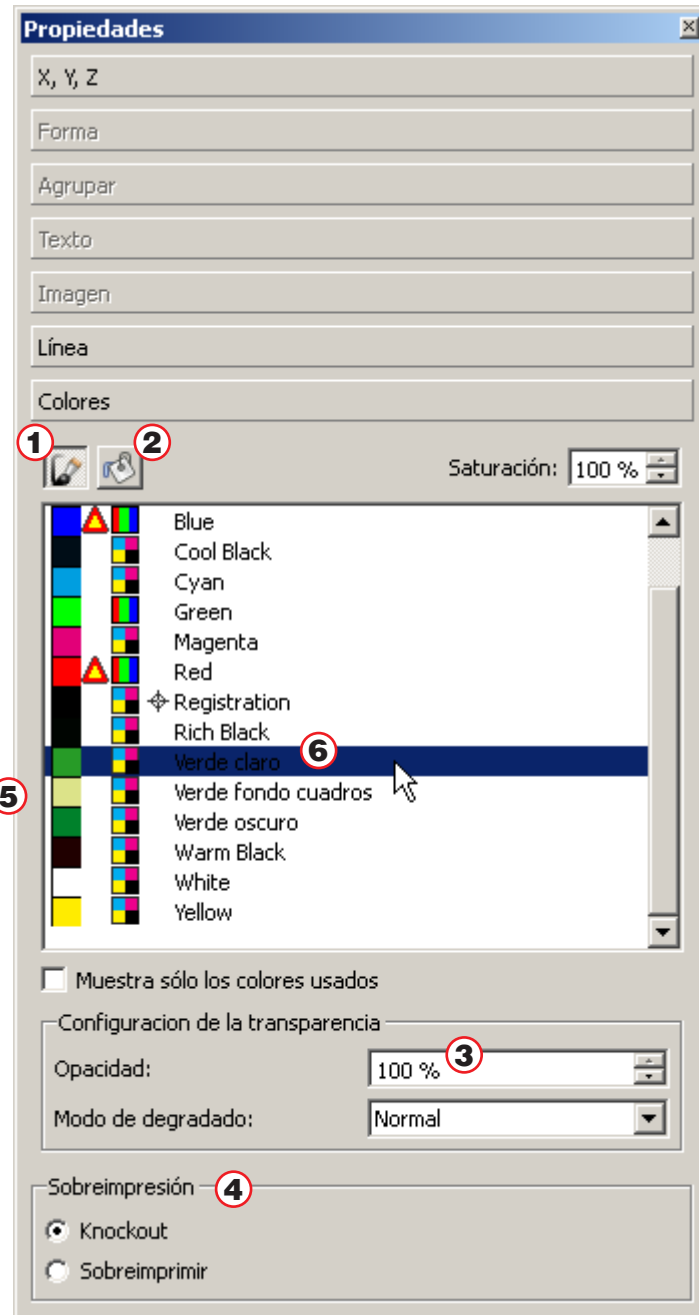 Propiedades
X, Y, Z
Forma
Agrupar
Texto
Imagen
Línea
Colores
1 2
Saturación: 100 %
Blue
Cool Black
Cyan
Green
Magenta
Red
Registration
Rich Black
Verde claro 6
5 Verde fondo cuadros
Verde oscuro
Warm Black
White
Yellow
Muestra sólo los colores usados
Configuracion de la transparencia
Opacidad: 100 % 3
Modo de degradado: Normal
Sobreimpresión 4
Knockout
Sobreimprimir